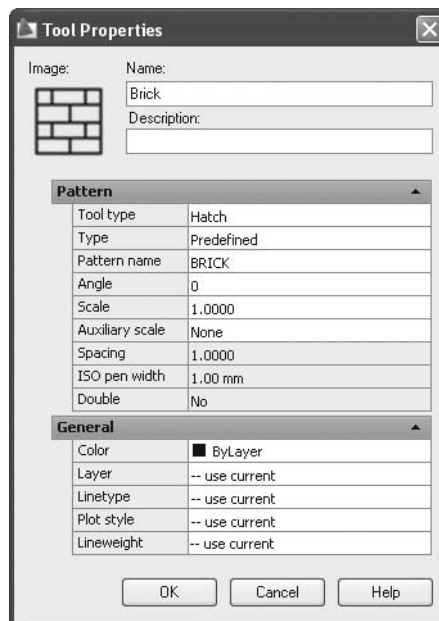 Tool Properties
Image:
Name:
Brick
Description:
Pattern
Tool type Hatch
Type Predefined
Pattern name BRICK
Angle 0
Scale 1.0000
Auxiliary scale None
Spacing 1.0000
ISO pen width 1.00 mm
Double No
General
Color ByLayer
Layer -- use current
Linetype -- use current
Plot style -- use current
Lineweight -- use current
OK Cancel Help